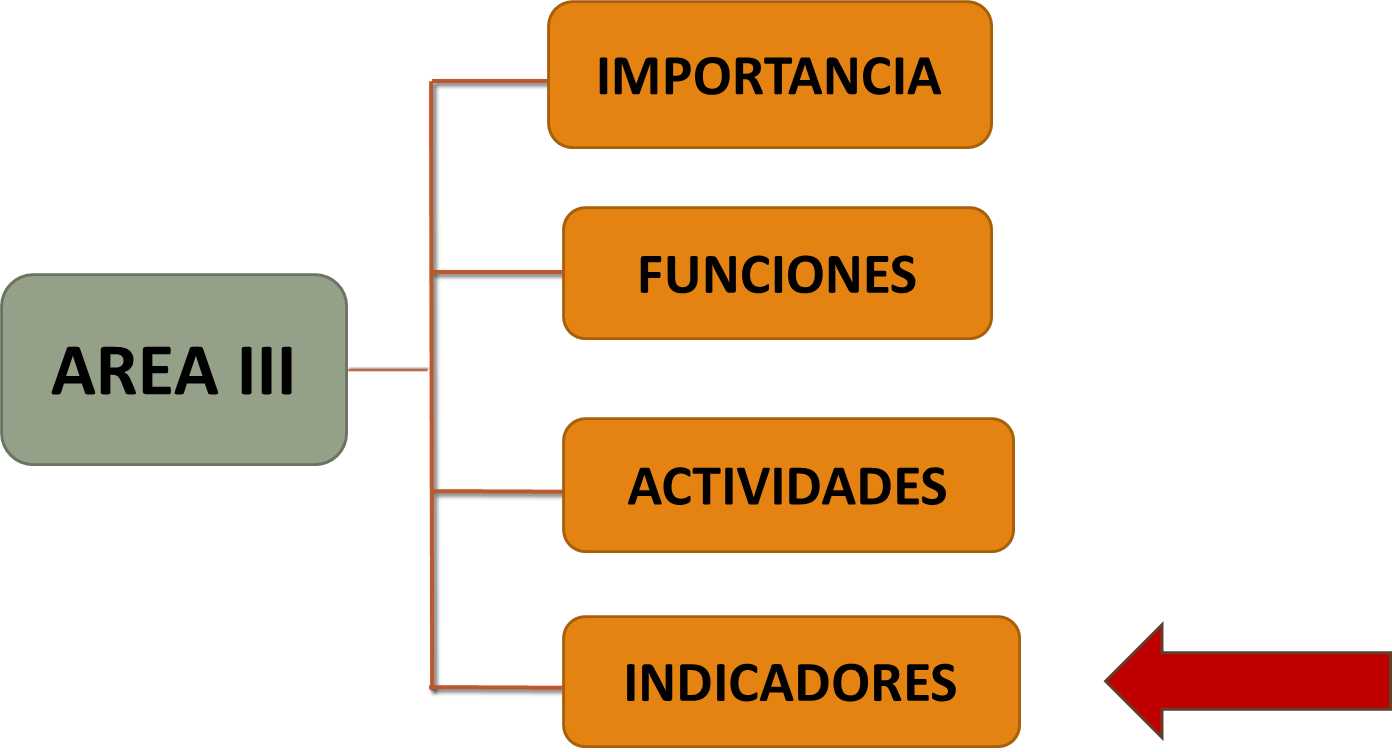 IMPORTANCIA
FUNCIONES
AREA III
ACTIVIDADES
INDICADORES